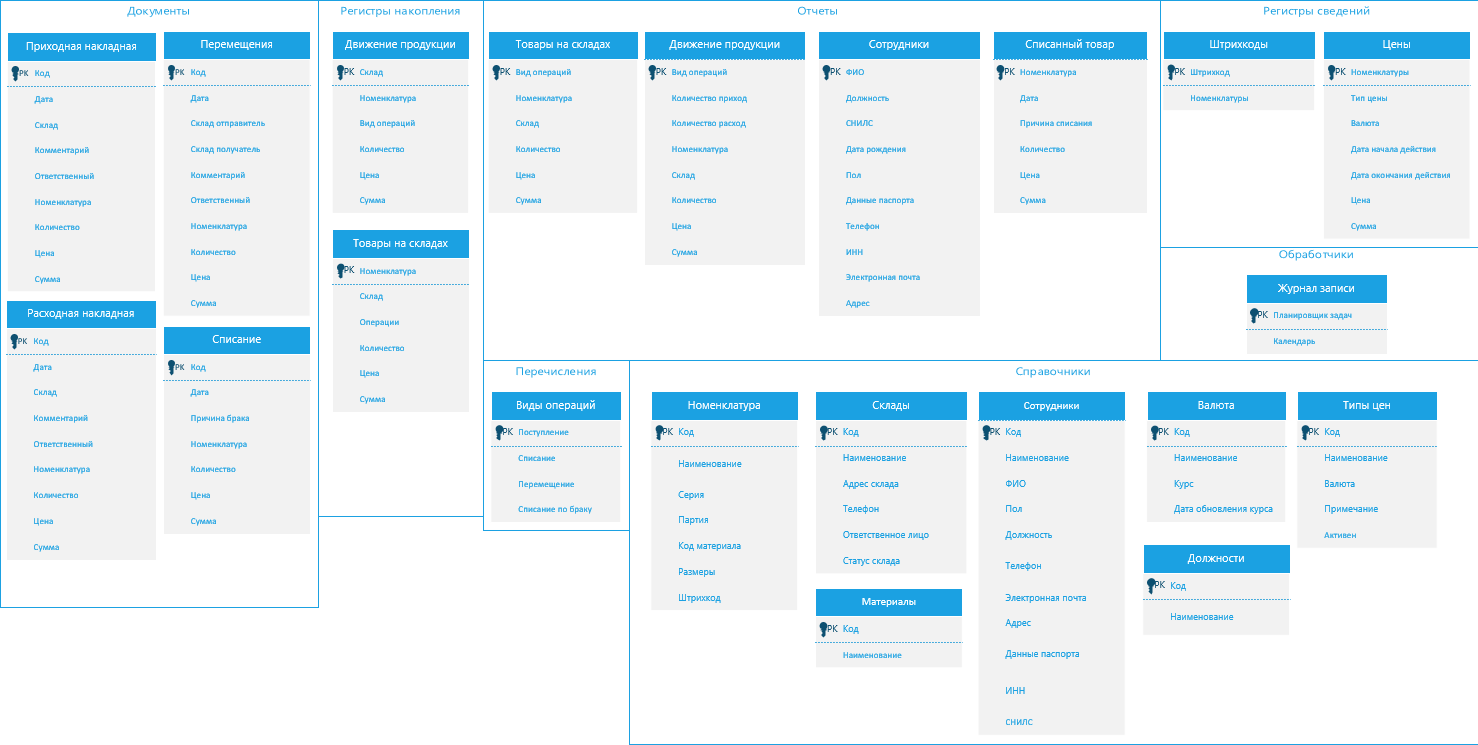 Документы
Приходная накладная
PK Код
Дата
Склад
Комментарий
Ответственный
Номенклатура
Количество
Цена
Сумма
Перемещения
PK Код
Дата
Склад отправитель
Склад получатель
Комментарий
Ответственный
Номенклатура
Количество
Цена
Сумма
Расходная накладная
PK Код
Дата
Склад
Комментарий
Ответственный
Номенклатура
Количество
Цена
Сумма
Списание
PK Код
Дата
Причина брака
Номенклатура
Количество
Цена
Сумма
Регистры накопления
Движение продукции
PK Склад
Номенклатура
Вид операций
Количество
Цена
Сумма
Товары на складах
PK Номенклатура
Склад
Операции
Количество
Цена
Сумма
Отчеты
Товары на складах
PK Вид операций
Номенклатура
Склад
Количество
Цена
Сумма
Движение продукции
PK Вид операций
Количество приход
Количество расход
Номенклатура
Склад
Количество
Цена
Сумма
Сотрудники
PK ФИО
Должность
СНИЛС
Дата рождения
Пол
Данные паспорта
Телефон
ИНН
Электронная почта
Адрес
Списанный товар
PK Номенклатура
Дата
Причина списания
Количество
Цена
Сумма
Регистры сведений
Штрихкоды
PK Штрихкод
Номенклатуры
Цены
PK Номенклатуры
Тип цены
Валюта
Дата начала действия
Дата окончания действия
Цена
Сумма
Обработчики
Журнал записи
PK Планировщик задач
Календарь
Перечисления
Виды операций
PK Поступление
Списание
Перемещение
Списание по браку
Справочники
Номенклатура
PK Код
Наименование
Серия
Партия
Код материала
Размеры
Штрихкод
Склады
PK Код
Наименование
Адрес склада
Телефон
Ответственное лицо
Статус склада
Материалы
PK Код
Наименование
Сотрудники
PK Код
Наименование
ФИО
Пол
Должность
Телефон
Электронная почта
Адрес
Данные паспорта
ИНН
СНИЛС
Валюта
PK Код
Наименование
Курс
Дата обновления курса
Должности
PK Код
Наименование
Типы цен
PK Код
Наименование
Валюта
Примечание
Активен